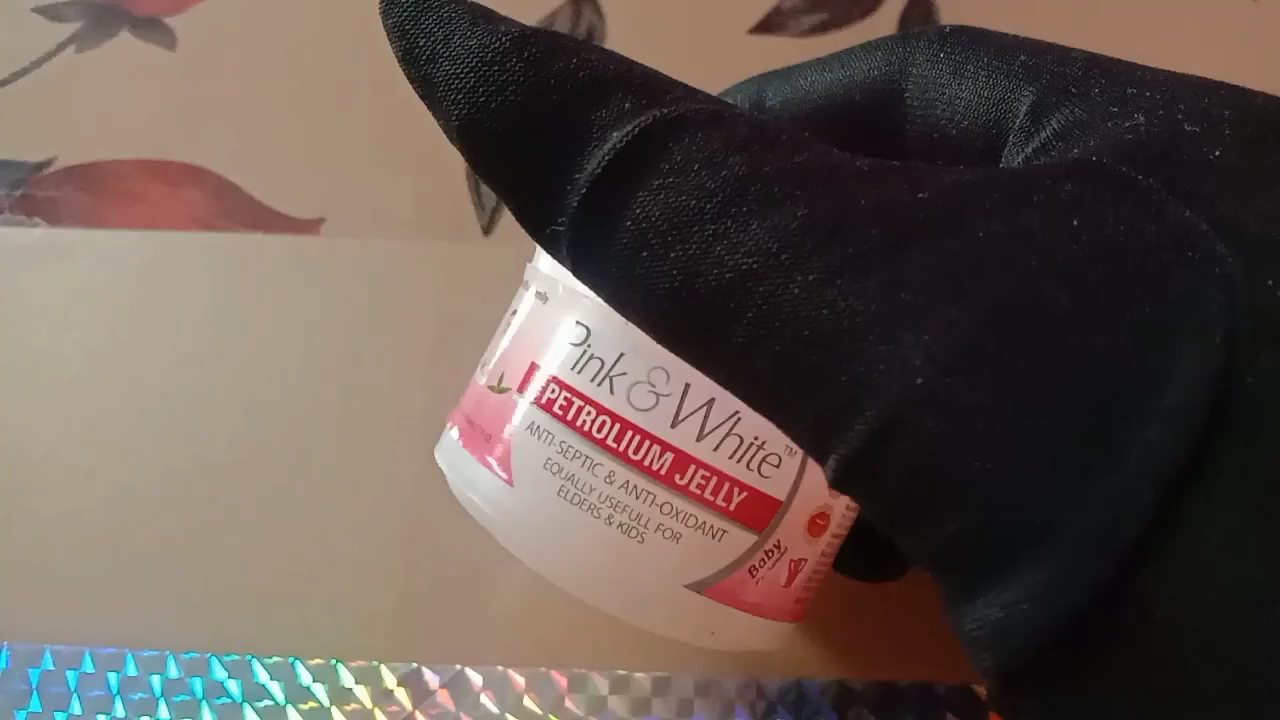 Pink & White™
PETROLIUM JELLY
ANTI-SEPTIC & ANTI-OXIDANT
EQUALLY USEFULL FOR
ELDERS & KIDS
Baby